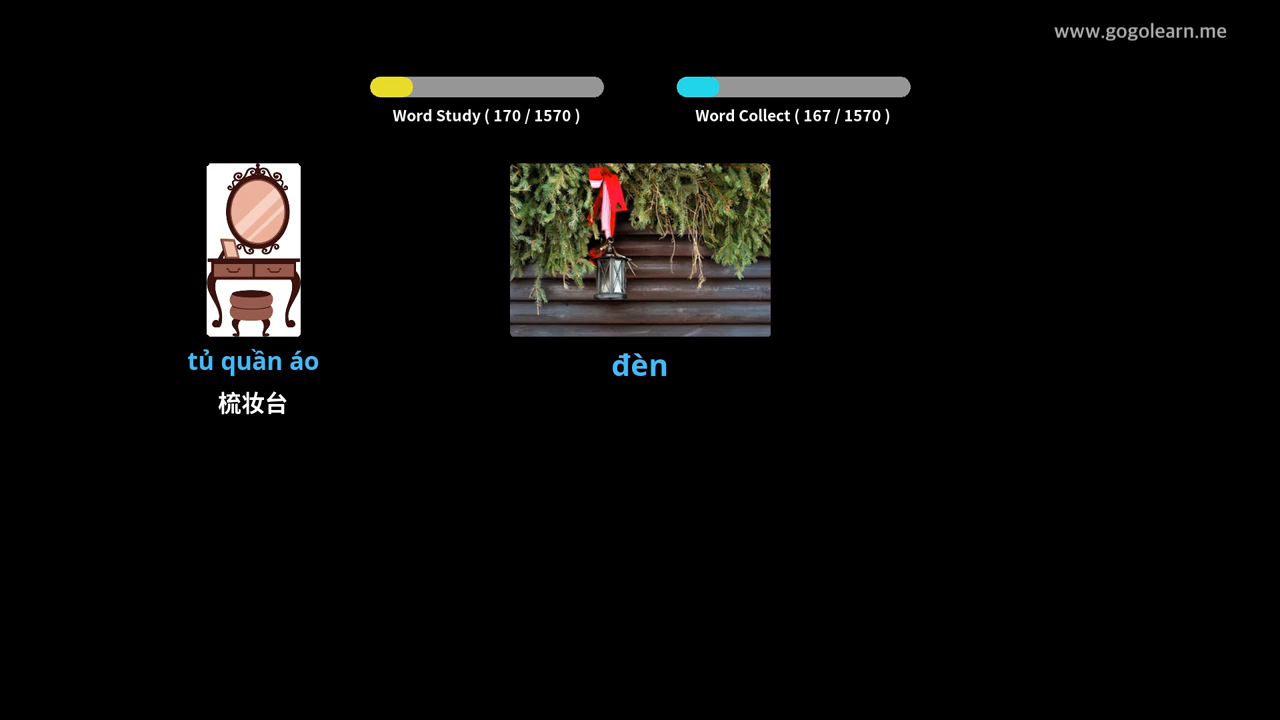 www.gogolearn.me
Word Study ( 170 / 1570 )
Word Collect ( 167 / 1570 )
tủ quần áo
梳妆台
đèn